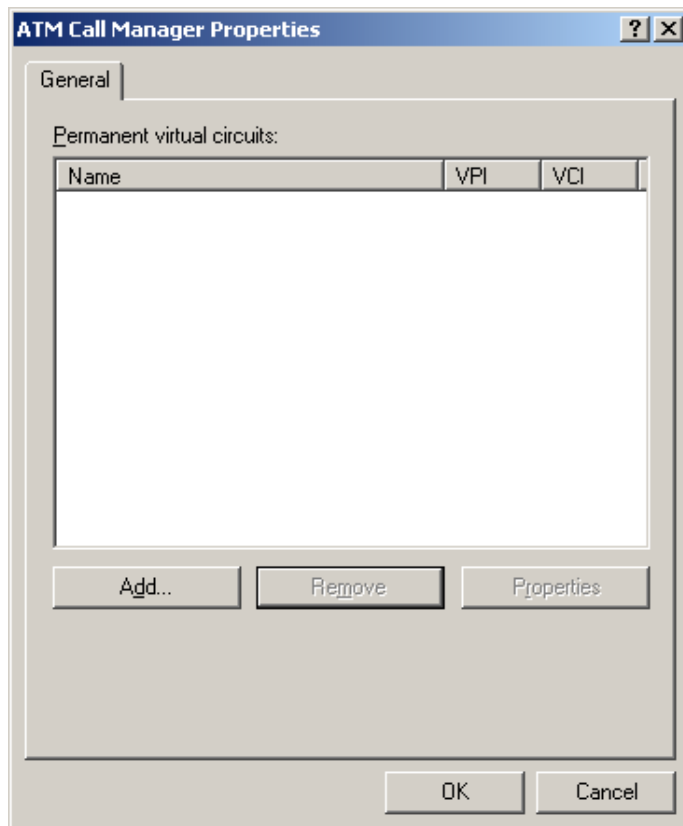 ATM Call Manager Properties
General
Permanent virtual circuits:
Name VPI VCI
Add... Remove Properties
OK Cancel